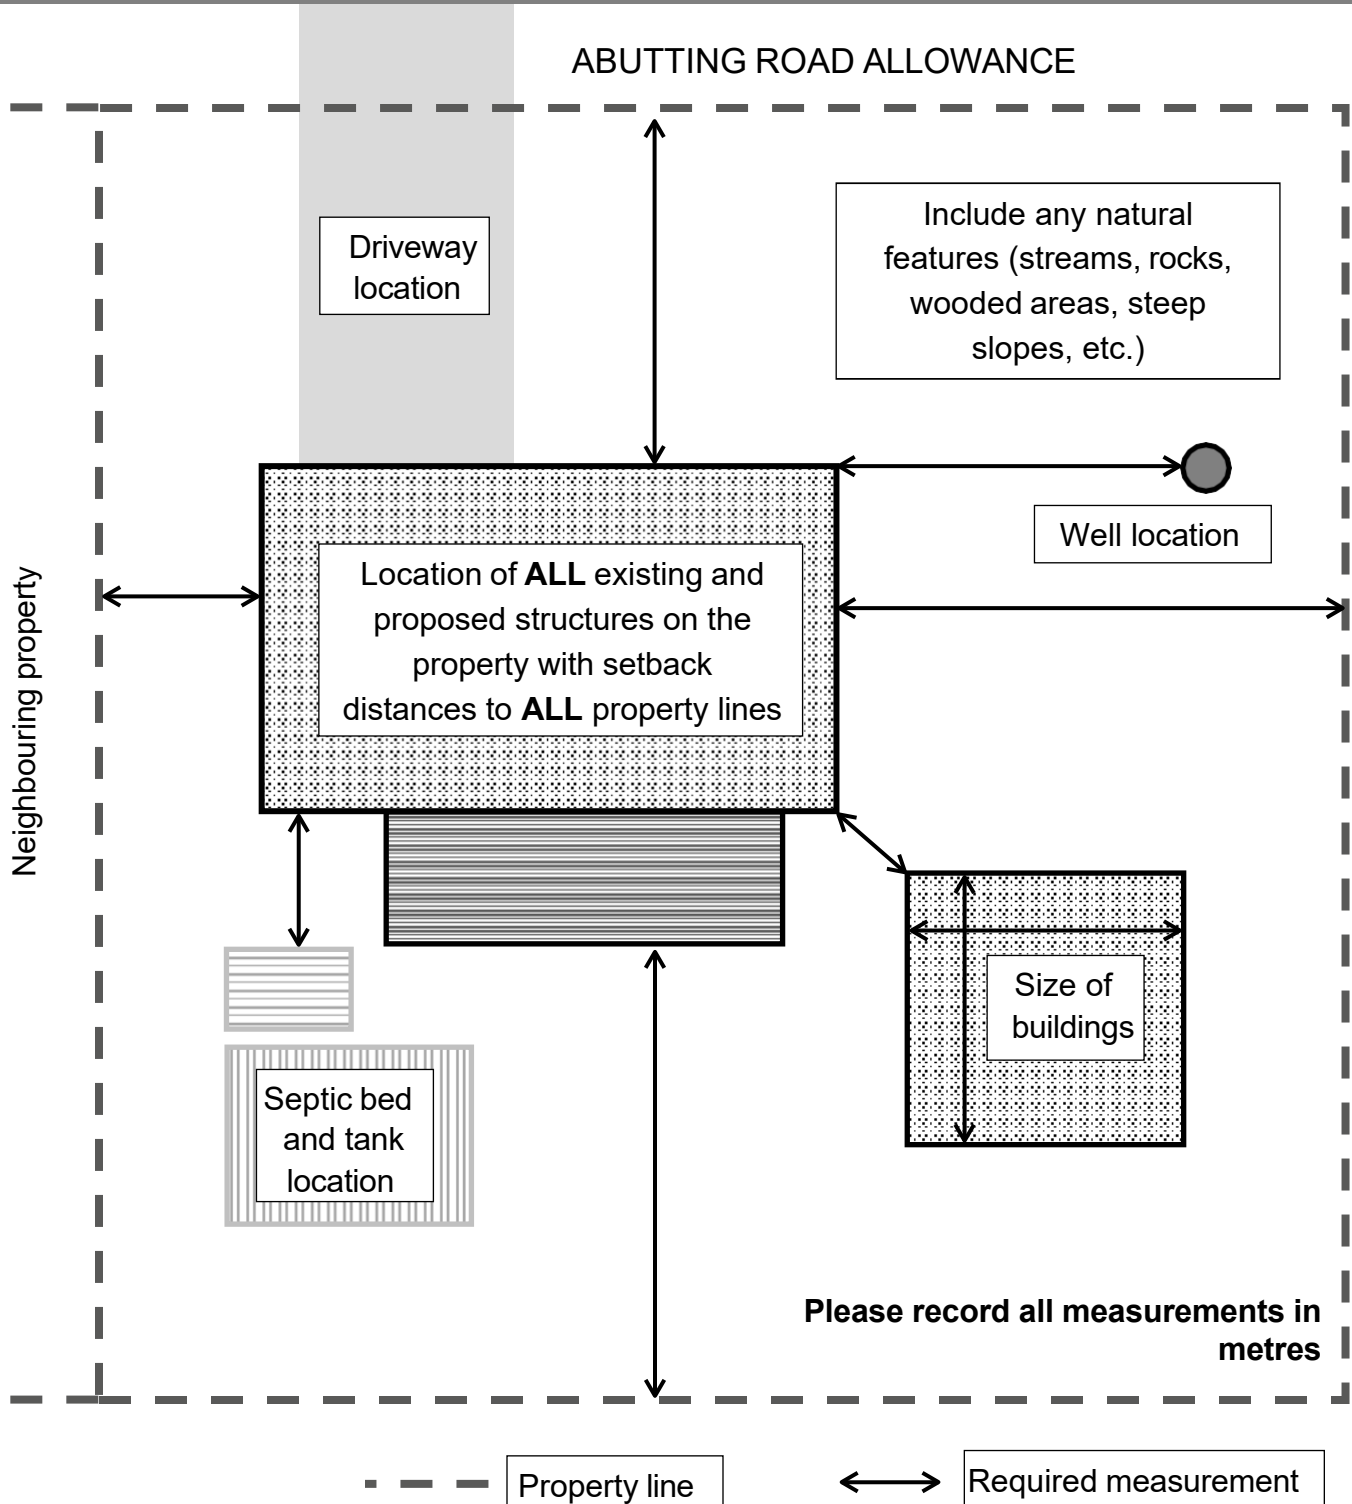 ABUTTING ROAD ALLOWANCE
Driveway
location
Include any natural
features (streams, rocks,
wooded areas, steep
slopes, etc.)
Well location
Neighbouring property
Location of ALL existing and
proposed structures on the
property with setback
distances to ALL property lines
Size of
buildings
Septic bed
and tank
location
Please record all measurements in
metres
Property line
Required measurement